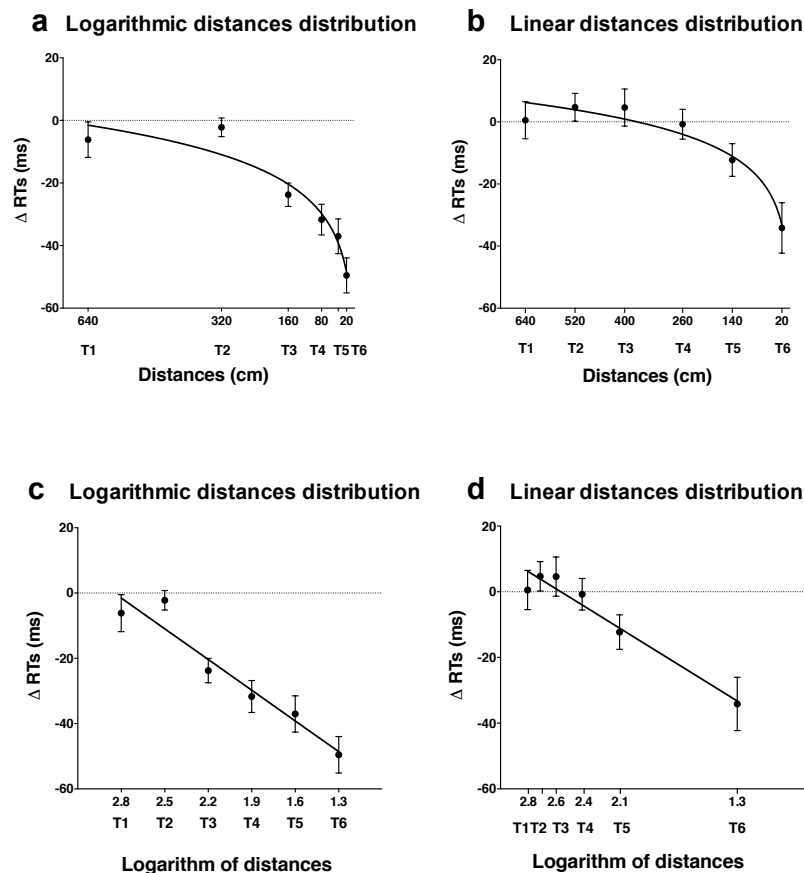 a Logarithmic distances distribution
20
0
-20
-40
-60
Δ RTs (ms)
640 320 160 80 20
T1 T2 T3 T4 T5 T6
Distances (cm)
b Linear distances distribution
20
0
-20
-40
-60
Δ RTs (ms)
640 520 400 260 140 20
T1 T2 T3 T4 T5 T6
Distances (cm)
c Logarithmic distances distribution
20
0
-20
-40
-60
Δ RTs (ms)
2.8 2.5 2.2 1.9 1.6 1.3
T1 T2 T3 T4 T5 T6
Logarithm of distances
d Linear distances distribution
20
0
-20
-40
-60
Δ RTs (ms)
2.8 2.6 2.4 2.1 1.3
T1 T2 T3 T4 T5 T6
Logarithm of distances